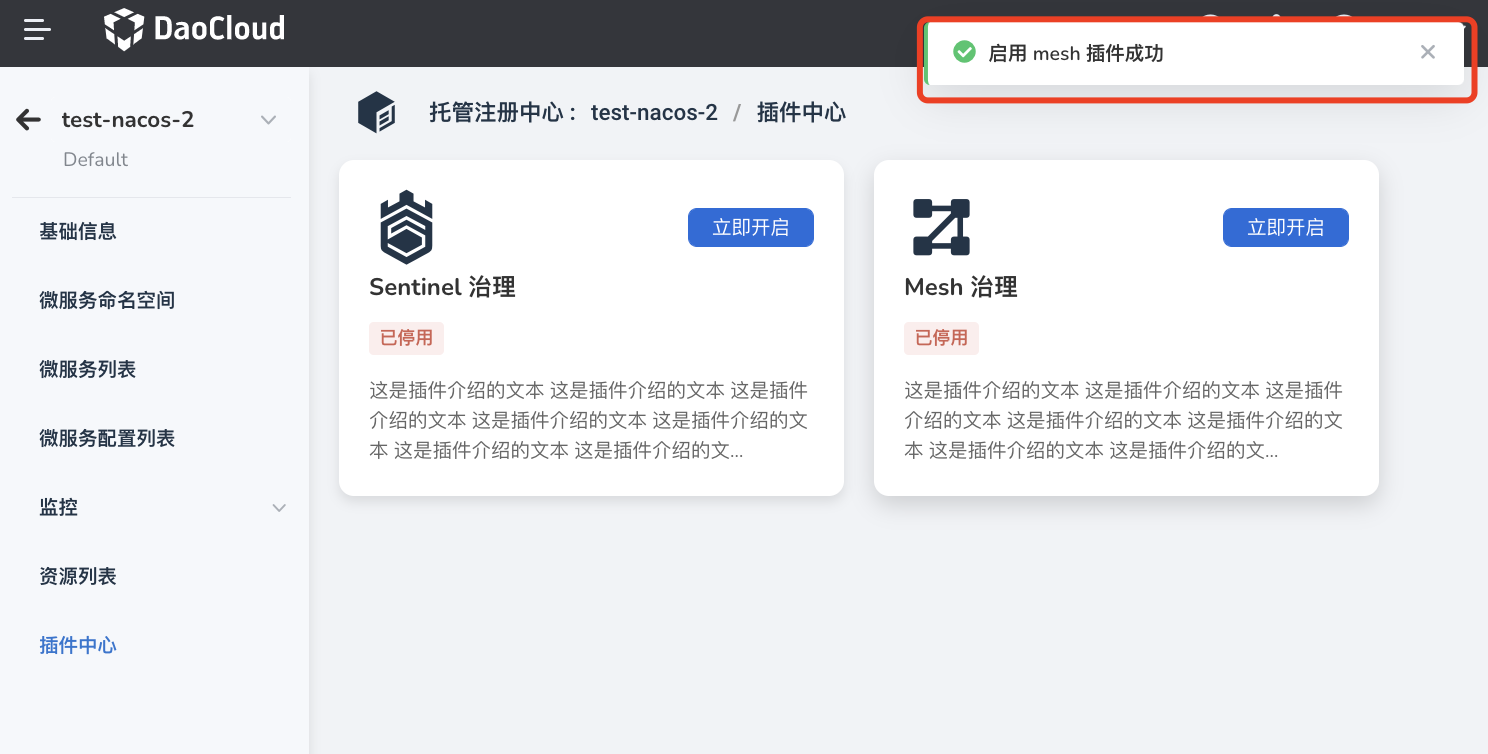 DaoCloud
启用 mesh 插件成功
test-nacos-2
Default
基础信息
微服务命名空间
微服务列表
微服务配置列表
监控
资源列表
插件中心
托管注册中心 : test-nacos-2 / 插件中心
立即开启
Sentinel 治理
已停用
这是插件介绍的文本 这是插件介绍的文本 这是插件
介绍的文本 这是插件介绍的文本 这是插件介绍的文
本 这是插件介绍的文本 这是插件介绍的文...
立即开启
Mesh 治理
已停用
这是插件介绍的文本 这是插件介绍的文本 这是插件
介绍的文本 这是插件介绍的文本 这是插件介绍的文
本 这是插件介绍的文本 这是插件介绍的文...